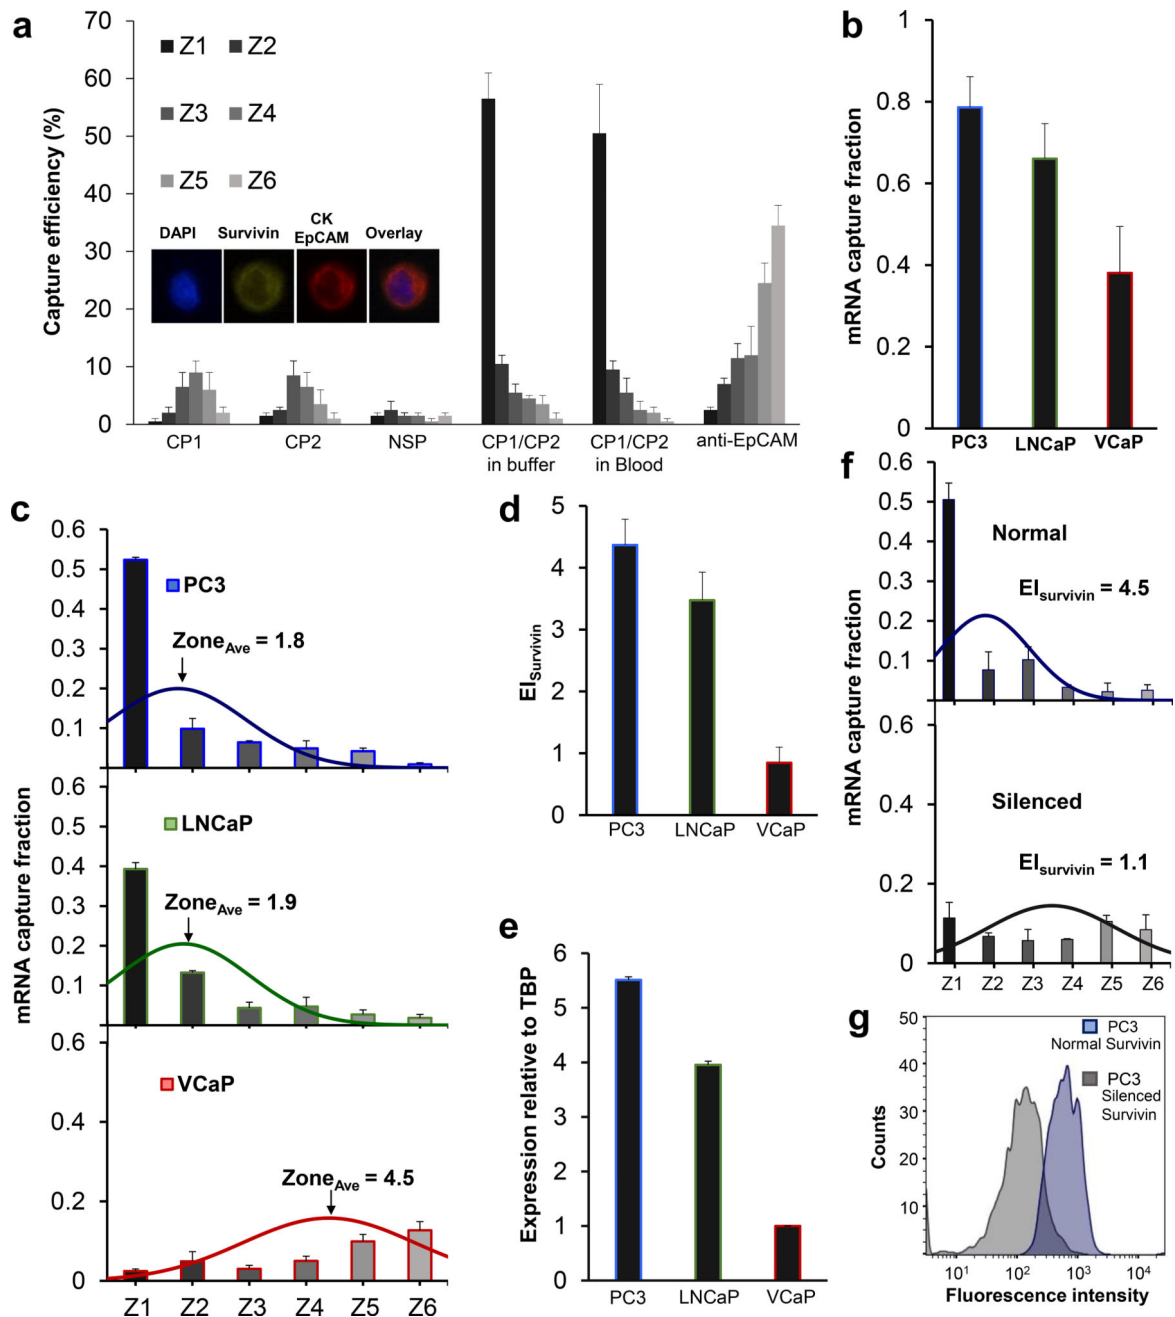 a
70
60
50
40
30
20
10
0
Capture efficiency (%)
Z1 Z2
Z3 Z4
Z5 Z6
DAPI Survivin CK EpCAM Overlay
CP1 CP2 NSP CP1/CP2 in buffer CP1/CP2 in Blood anti-EpCAM
b
1
0.8
0.6
0.4
0.2
0
mRNA capture fraction
PC3 LNCaP VCaP
c
mRNA capture fraction
0.6
0.5
0.4
0.3
0.2
0.1
PC3
ZoneAve = 1.8
0.6
0.5
0.4
0.3
0.2
0.1
LNCaP
ZoneAve = 1.9
0.6
0.4
0.2
0
VCaP
ZoneAve = 4.5
Z1 Z2 Z3 Z4 Z5 Z6
d
5
4
3
2
1
0
EIsurvivin
PC3 LNCaP VCaP
e
6
5
4
3
2
1
0
Expression relative to TBP
PC3 LNCaP VCaP
f
mRNA capture fraction
0.6
0.5
0.4
0.3
0.2
0.1
Normal
EIsurvivin = 4.5
0.6
0.4
0.2
0
Silenced
EIsurvivin = 1.1
Z1 Z2 Z3 Z4 Z5 Z6
g
50
40
30
20
10
0
Counts
PC3
Normal Survivin
PC3
Silenced
Survivin
10¹ 10² 10³ 10⁴
Fluorescence intensity